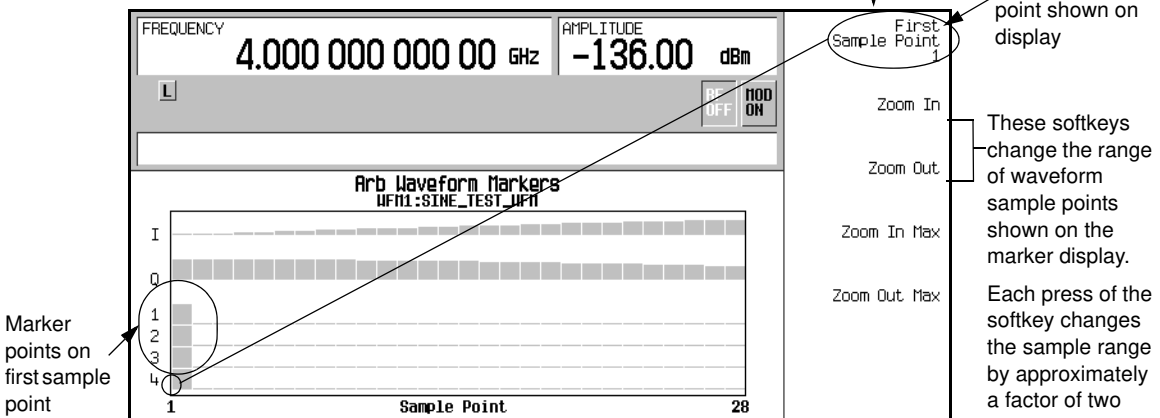 FREQUENCY
4.000 000 000 00 GHz
AMPLITUDE
-136.00 dBm
L
RF OFF
MOD ON
Arb Waveform Markers
WFM1:SINE_TEST_WFM
I
Q
1
2
3
4
1
Sample Point
28
First
Sample Point
1
Zoom In
Zoom Out
Zoom In Max
Zoom Out Max
point shown on
display
These softkeys
change the range
of waveform
sample points
shown on the
marker display.
Each press of the
softkey changes
the sample range
by approximately
a factor of two
Marker
points on
first sample
point